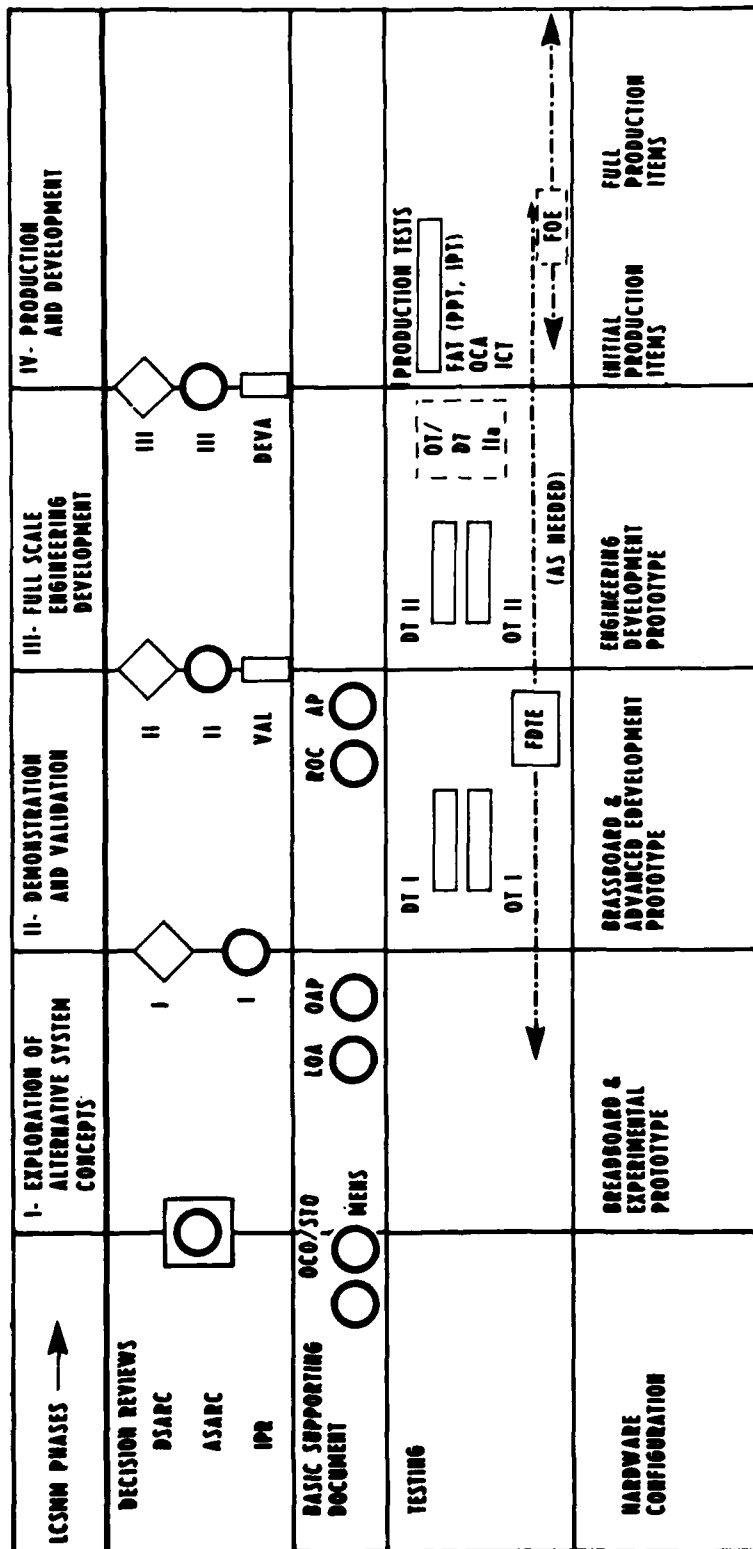 LCSMM PHASES
I- EXPLORATION OF
ALTERNATIVE SYSTEM
CONCEPTS
II- DEMONSTRATION
AND VALIDATION
III- FULL SCALE
ENGINEERING
DEVELOPMENT
IV- PRODUCTION
AND DEVELOPMENT
DECISION REVIEWS
DSARC
I
II
III
ASARC
I
II
III
IPR
VAL
DEVA
BASIC SUPPORTING
DOCUMENT
OCO/STO
MENS
LOA OAP
ROC AP
TESTING
DT I
OT I
DT II
OT II
OT/
DT
IIa
PRODUCTION TESTS
FAT (PPT, IPT)
QCA
ICT
FDTE
(AS NEEDED)
FOE
HARDWARE
CONFIGURATION
BREADBOARD &
EXPERIMENTAL
PROTOTYPE
BRASSBOARD &
ADVANCED EDEVELOPMENT
PROTOTYPE
ENGINEERING
DEVELOPMENT
PROTOTYPE
INITIAL
PRODUCTION
ITEMS
FULL
PRODUCTION
ITEMS